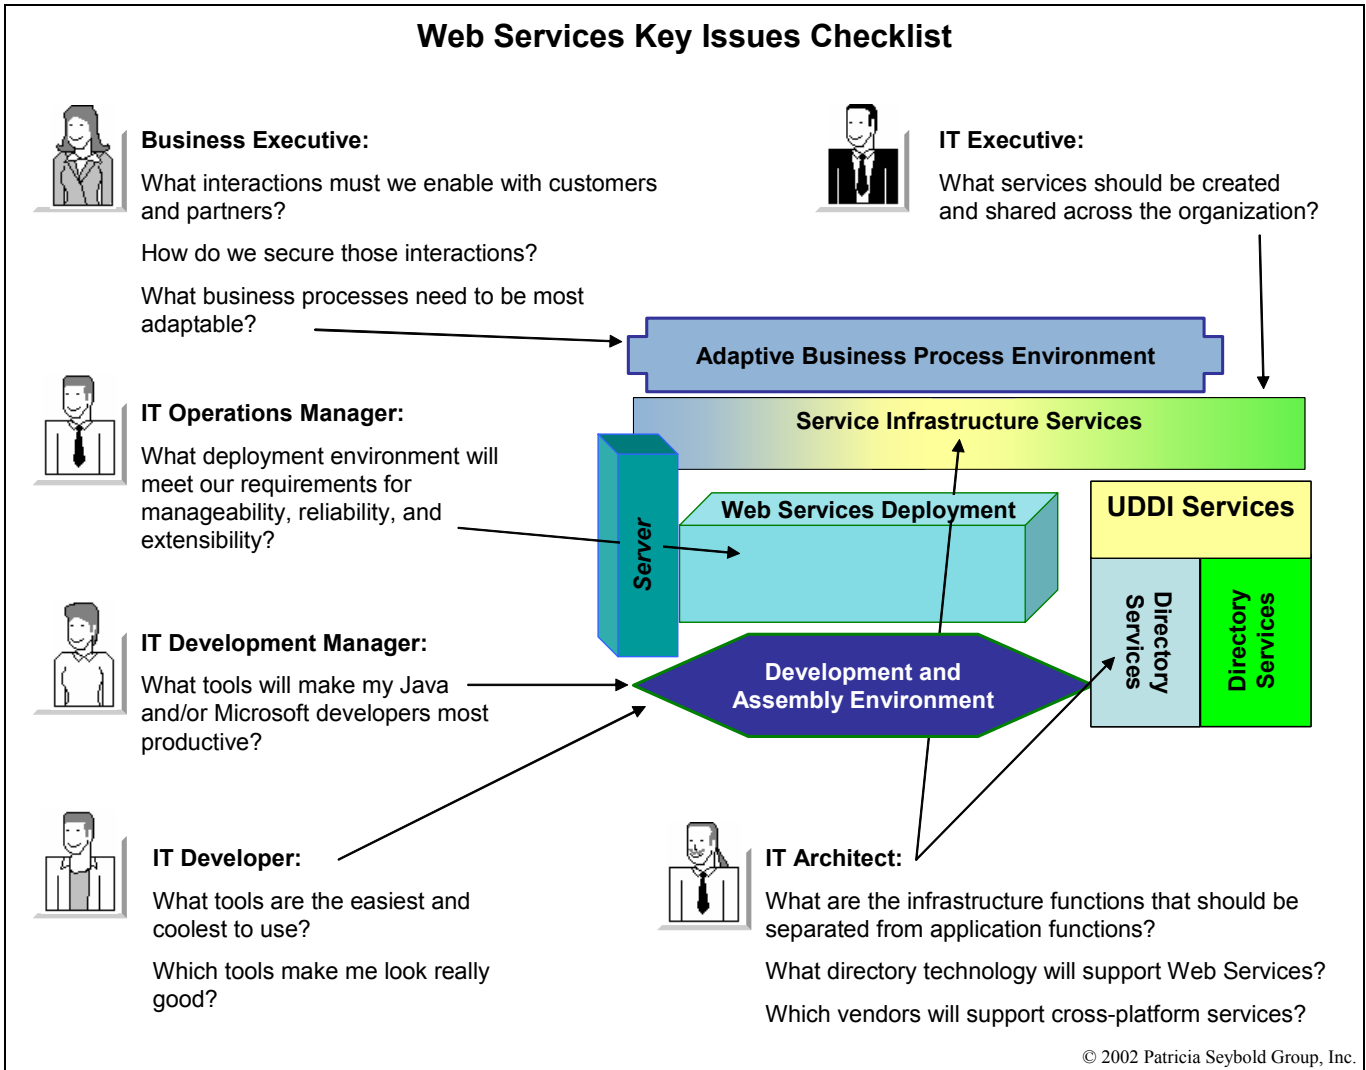 Web Services Key Issues Checklist
Business Executive:
What interactions must we enable with customers
and partners?
How do we secure those interactions?
What business processes need to be most
adaptable?
IT Executive:
What services should be created
and shared across the organization?
Adaptive Business Process Environment
Service Infrastructure Services
IT Operations Manager:
What deployment environment will
meet our requirements for
manageability, reliability, and
extensibility?
Server
Web Services Deployment
UDDI Services
Directory
Services
Directory
Services
IT Development Manager:
What tools will make my Java
and/or Microsoft developers most
productive?
Development and
Assembly Environment
IT Developer:
What tools are the easiest and
coolest to use?
Which tools make me look really
good?
IT Architect:
What are the infrastructure functions that should be
separated from application functions?
What directory technology will support Web Services?
Which vendors will support cross-platform services?
© 2002 Patricia Seybold Group, Inc.